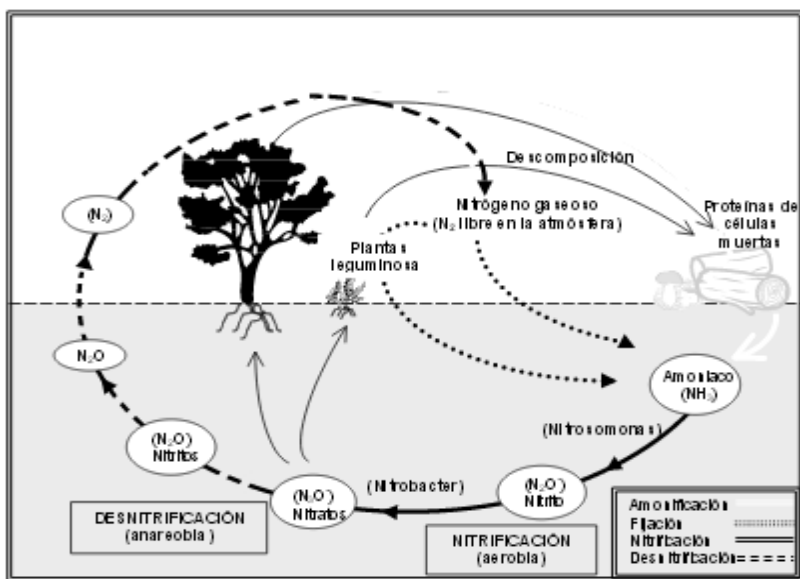 Descomposición
(N₂)
Nitrógeno gaseoso
(N₂ libre en la atmósfera)
Proteínas de
células
muertas
Plantas
leguminosa
N₂O
Amoniaco
(NH₃)
(Nitrosomonas)
(N₂O)
Nitritos
(N₂O)
Nitratos
(Nitrobacter)
(N₂O)
Nitrito
DESNITRIFICACIÓN
(anareobia)
NITRIFICACIÓN
(aerobia)
Amonificación
Fijación
Nitrificación
Desnitrificación